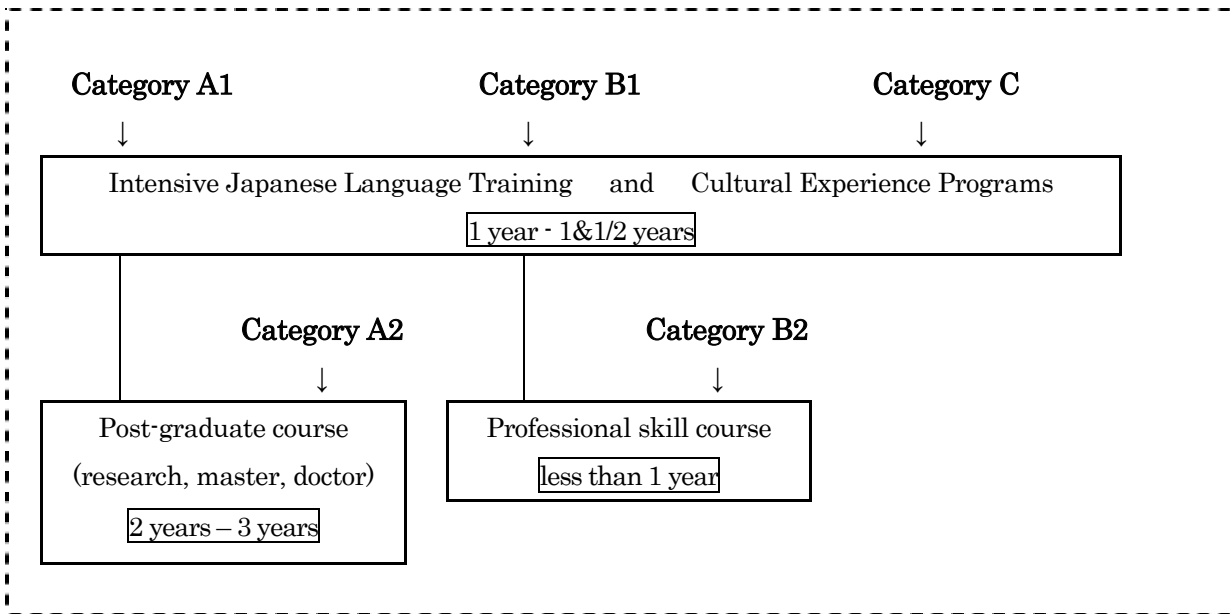 Category A1 Category B1 Category C
↓ ↓ ↓
Intensive Japanese Language Training and Cultural Experience Programs
1 year - 1&1/2 years
Category A2 Category B2
↓ ↓
Post-graduate course
(research, master, doctor)
2 years – 3 years
Professional skill course
less than 1 year